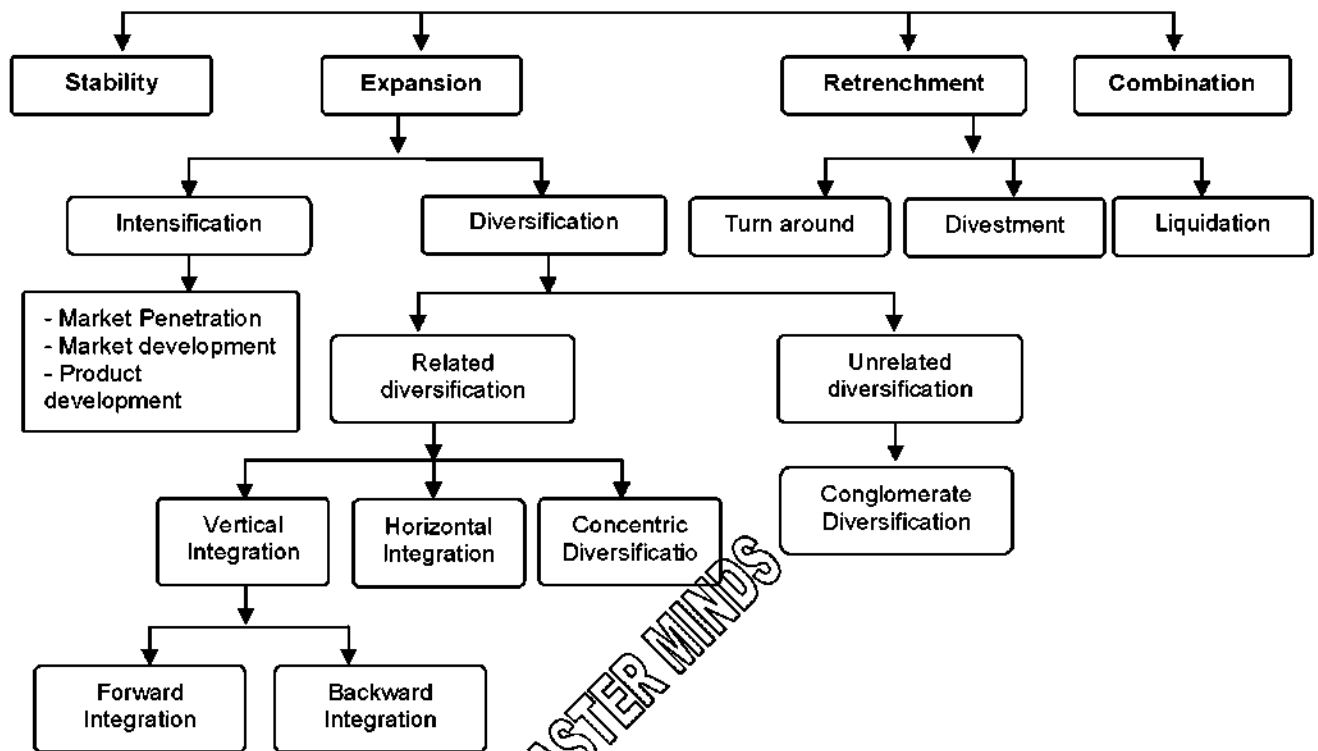 Stability
Expansion
Retrenchment
Combination
Intensification
Diversification
Turn around
Divestment
Liquidation
- Market Penetration
- Market development
- Product
development
Related
diversification
Unrelated
diversification
Vertical
Integration
Horizontal
Integration
Concentric
Diversificatio
Conglomerate
Diversification
Forward
Integration
Backward
Integration
ASTER MINDS